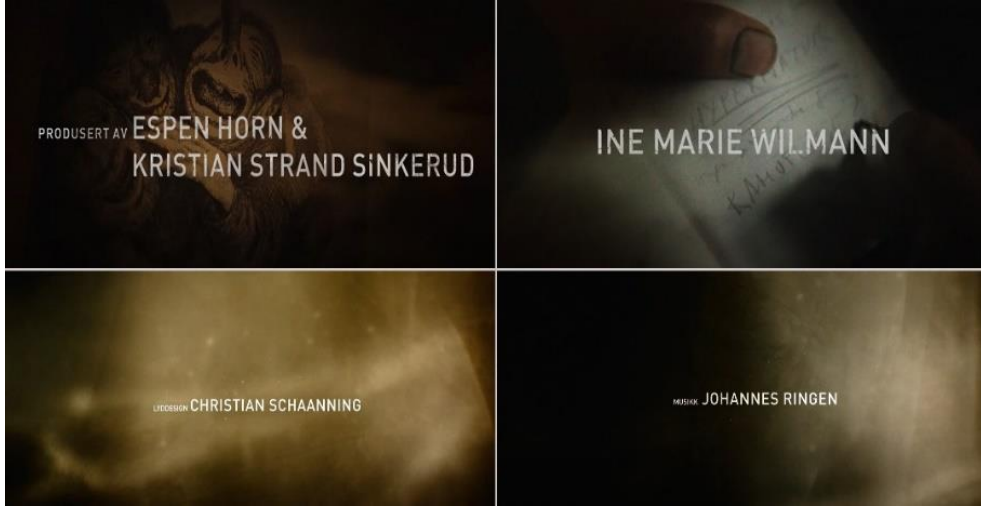 PRODUSERT AV ESPEN HORN &
KRISTIAN STRAND SiNKERUD
INE MARIE WILMANN
LYDDESIGN CHRISTIAN SCHAANNING
MUSIKK JOHANNES RINGEN